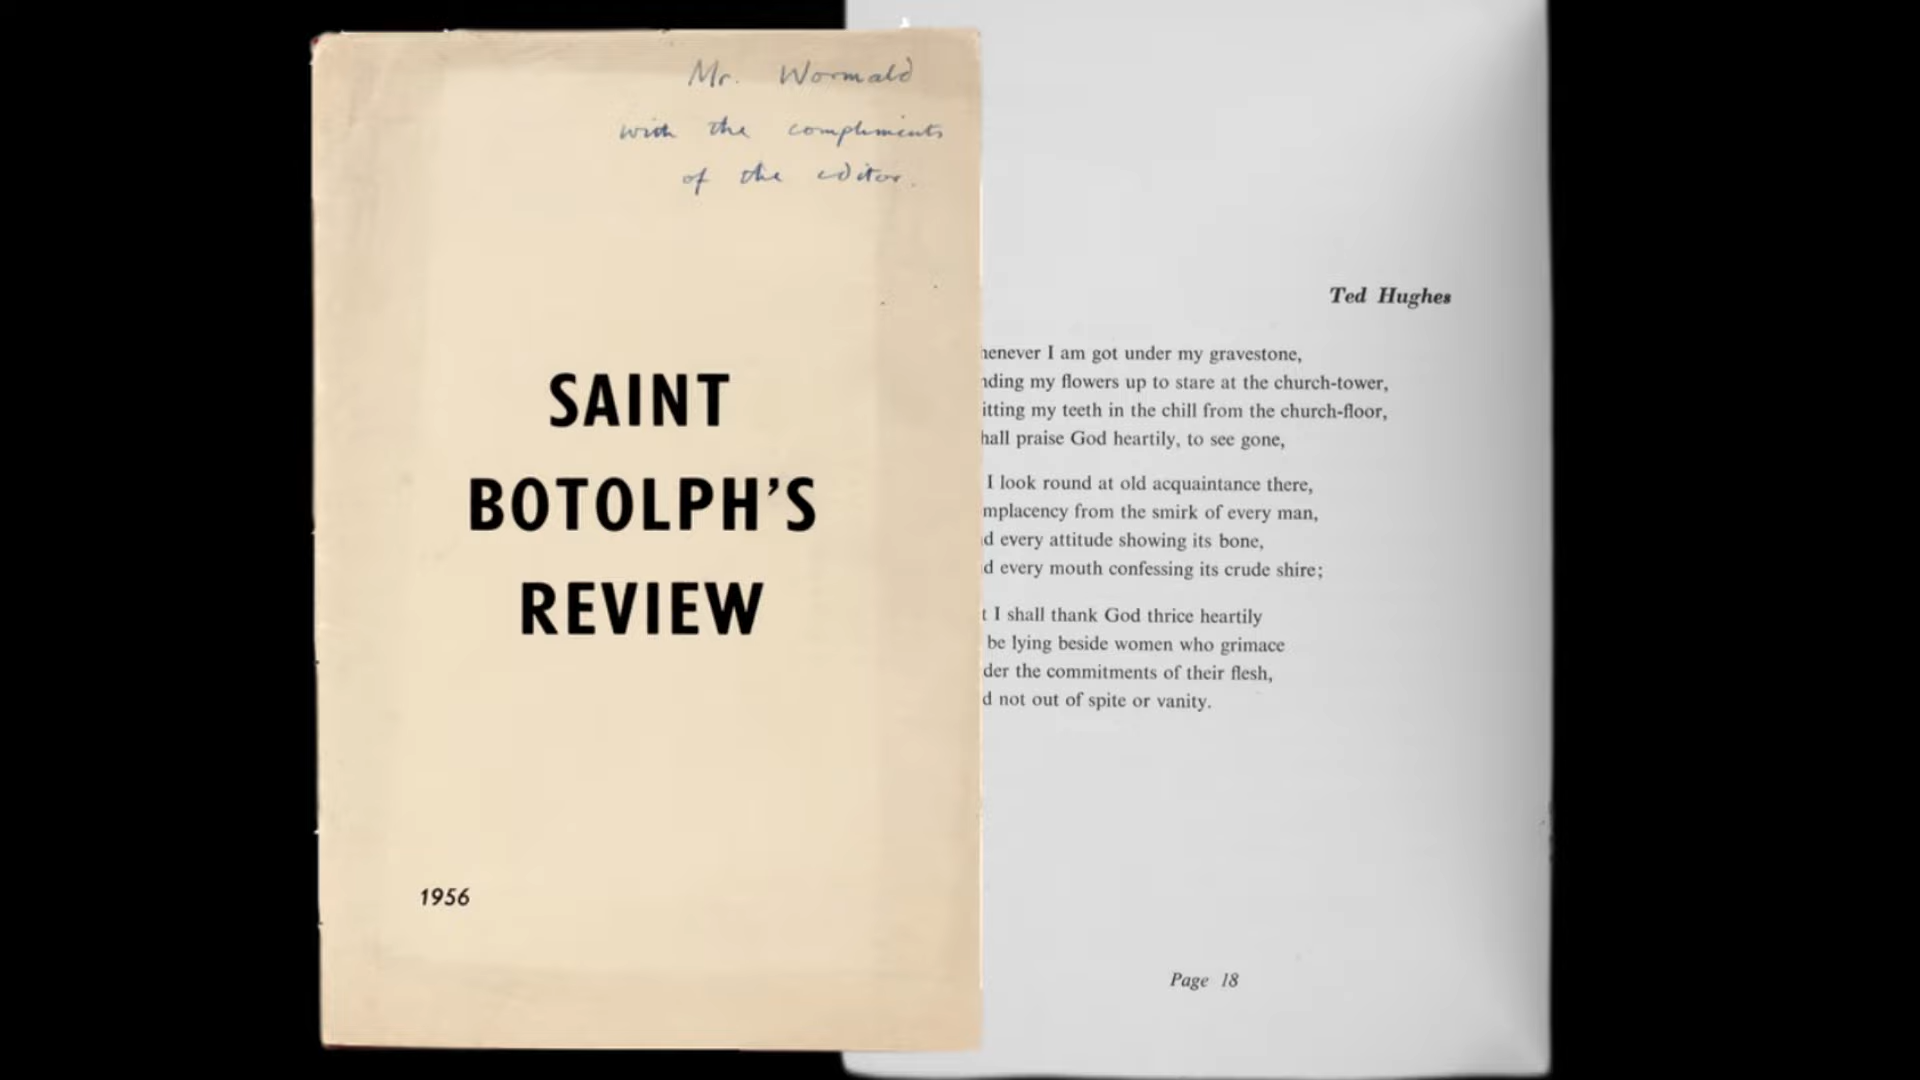 Mr. Wormald
with the compliments
of the editor.
SAINT
BOTOLPH'S
REVIEW
1956
Ted Hughes
henever I am got under my gravestone,
nding my flowers up to stare at the church-tower,
itting my teeth in the chill from the church-floor,
hall praise God heartily, to see gone,
I look round at old acquaintance there,
mplacency from the smirk of every man,
d every attitude showing its bone,
d every mouth confessing its crude shire;
t I shall thank God thrice heartily
be lying beside women who grimace
der the commitments of their flesh,
d not out of spite or vanity.
Page 18